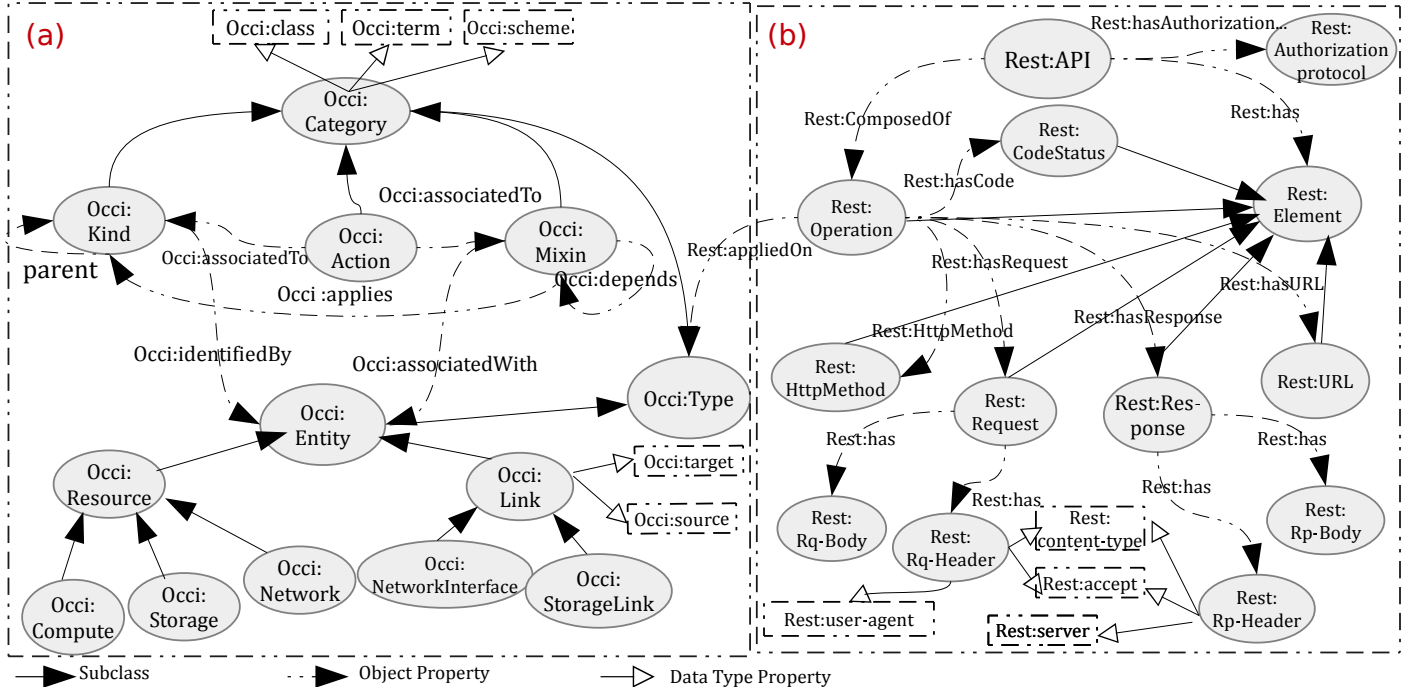 (a)
Occi:class
Occi:term
Occi:scheme
Occi:
Category
Occi:
Kind
Occi:associatedTo
Occi:
Action
Occi:
Mixin
parent
Occi:associatedTo
Occi :applies
Occi:depends
Occi:identifiedBy
Occi:associatedWith
Occi:Type
Occi:
Entity
Occi:
Resource
Occi:
Link
Occi:target
Occi:source
Occi:
Compute
Occi:
Storage
Occi:
Network
Occi:
NetworkInterface
Occi:
StorageLink
(b)
Rest:API
Rest:hasAuthorization...
Rest:
Authorization
protocol
Rest:ComposedOf
Rest:has
Rest:
CodeStatus
Rest:hasCode
Rest:
Operation
Rest:
Element
Rest:appliedOn
Rest:hasRequest
Rest:hasURL
Rest:HttpMethod
Rest:hasResponse
Rest:
HttpMethod
Rest:URL
Rest:
Request
Rest:Res-
ponse
Rest:has
Rest:has
Rest:has
Rest:has
Rest:
Rq-Body
Rest:
Rq-Header
Rest:
content-type
Rest:
Rp-Body
Rest:accept
Rest:user-agent
Rest:server
Rest:
Rp-Header
Subclass
Object Property
Data Type Property